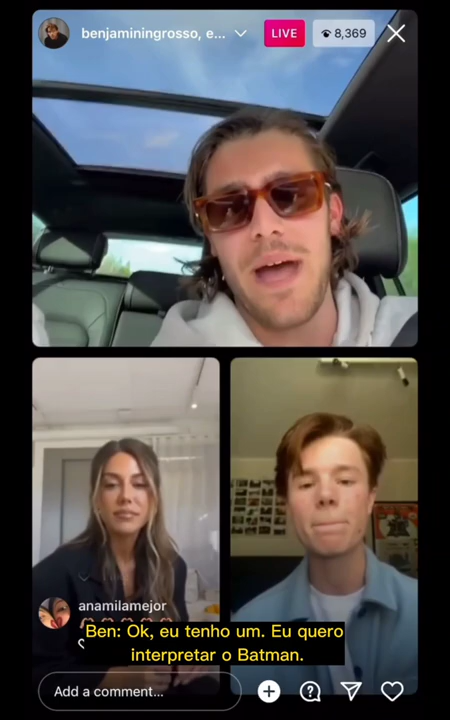 benjaminingrosso, e...
LIVE
8,369
anamilamejor
Ben: Ok, eu tenho um. Eu quero
interpretar o Batman.
Add a comment...